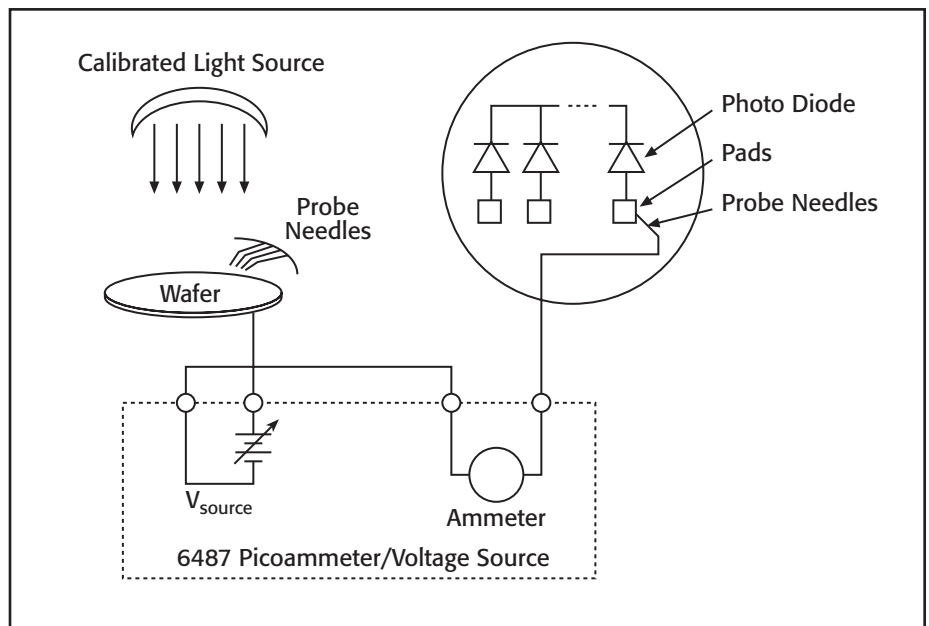 Calibrated Light Source
Probe
Needles
Wafer
Photo Diode
Pads
Probe Needles
Vsource
Ammeter
6487 Picoammeter/Voltage Source